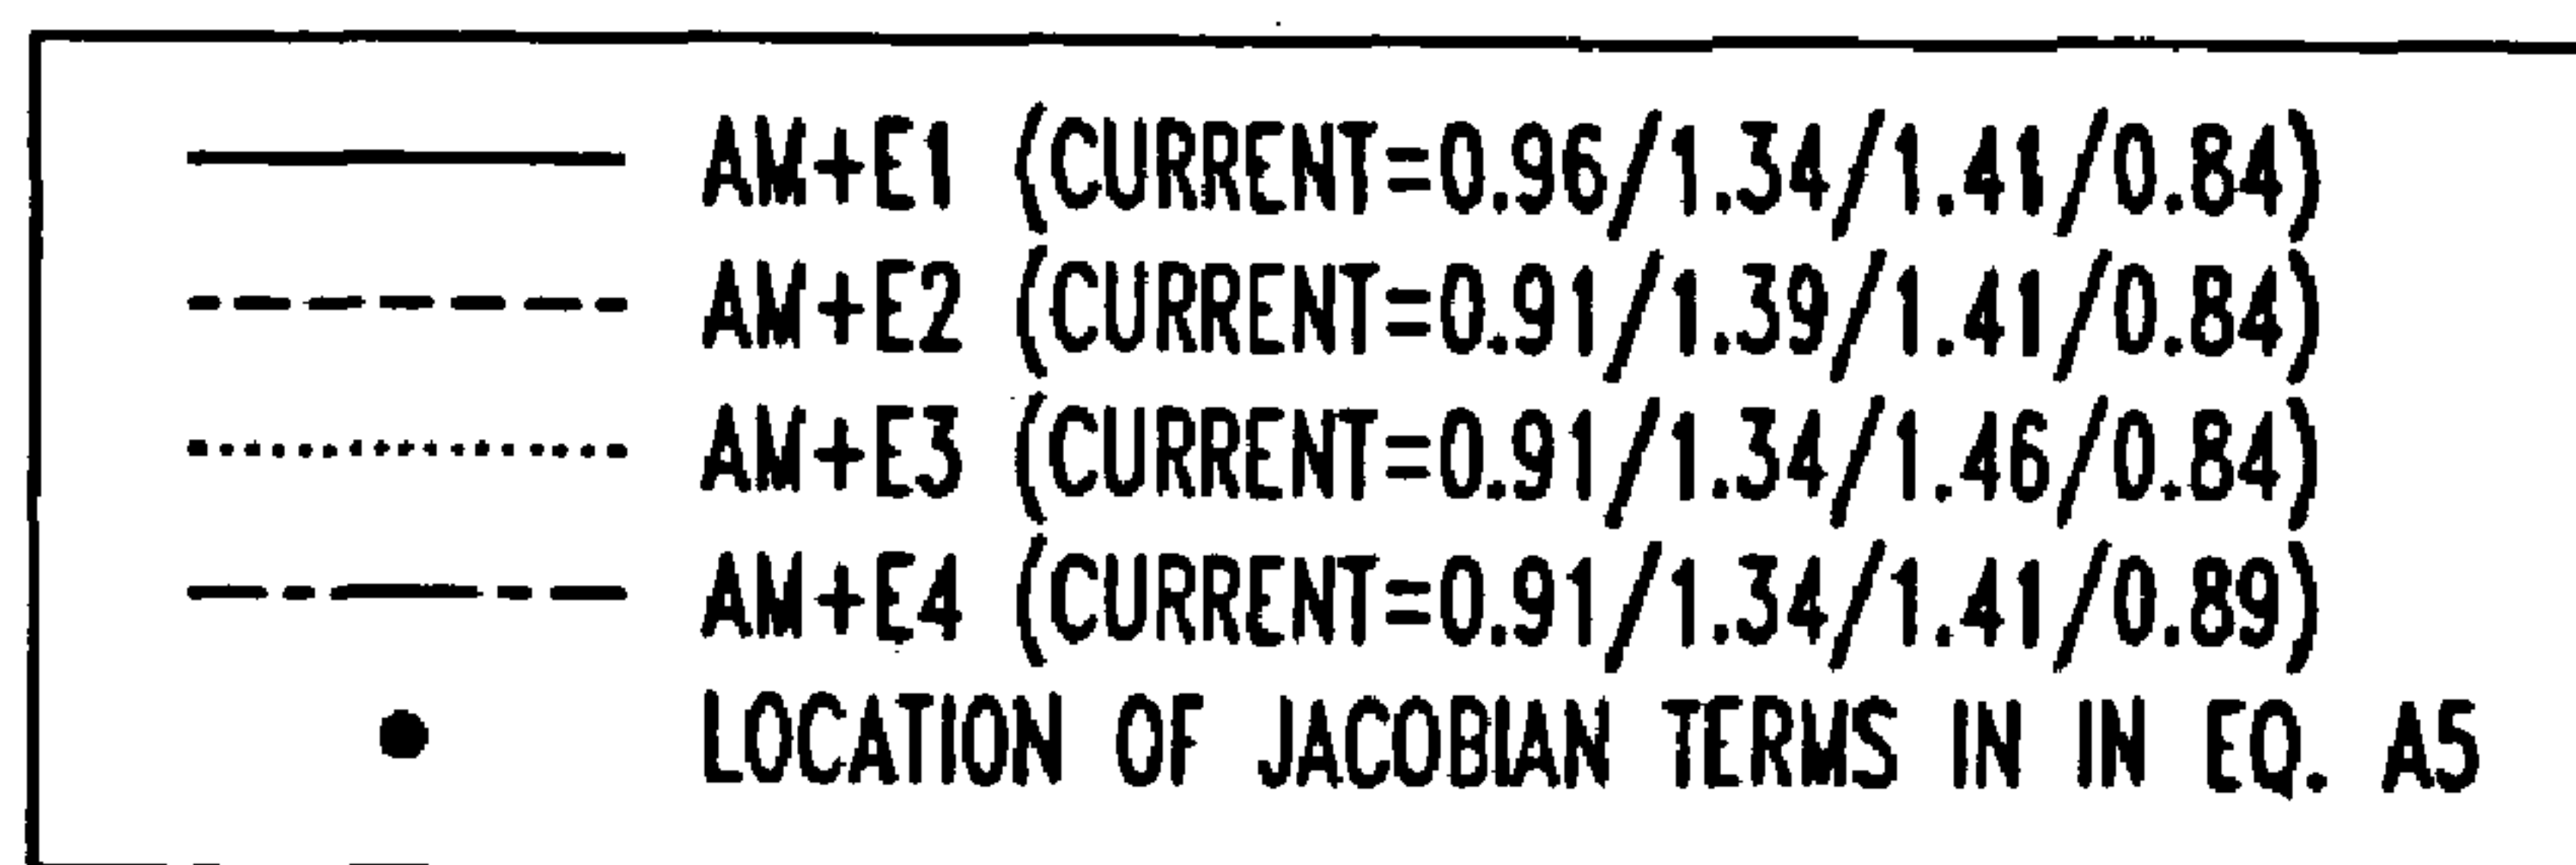 AM+E1 (CURRENT=0.96/1.34/1.41/0.84)
AM+E2 (CURRENT=0.91/1.39/1.41/0.84)
AM+E3 (CURRENT=0.91/1.34/1.46/0.84)
AM+E4 (CURRENT=0.91/1.34/1.41/0.89)
LOCATION OF JACOBIAN TERMS IN IN EQ. A5